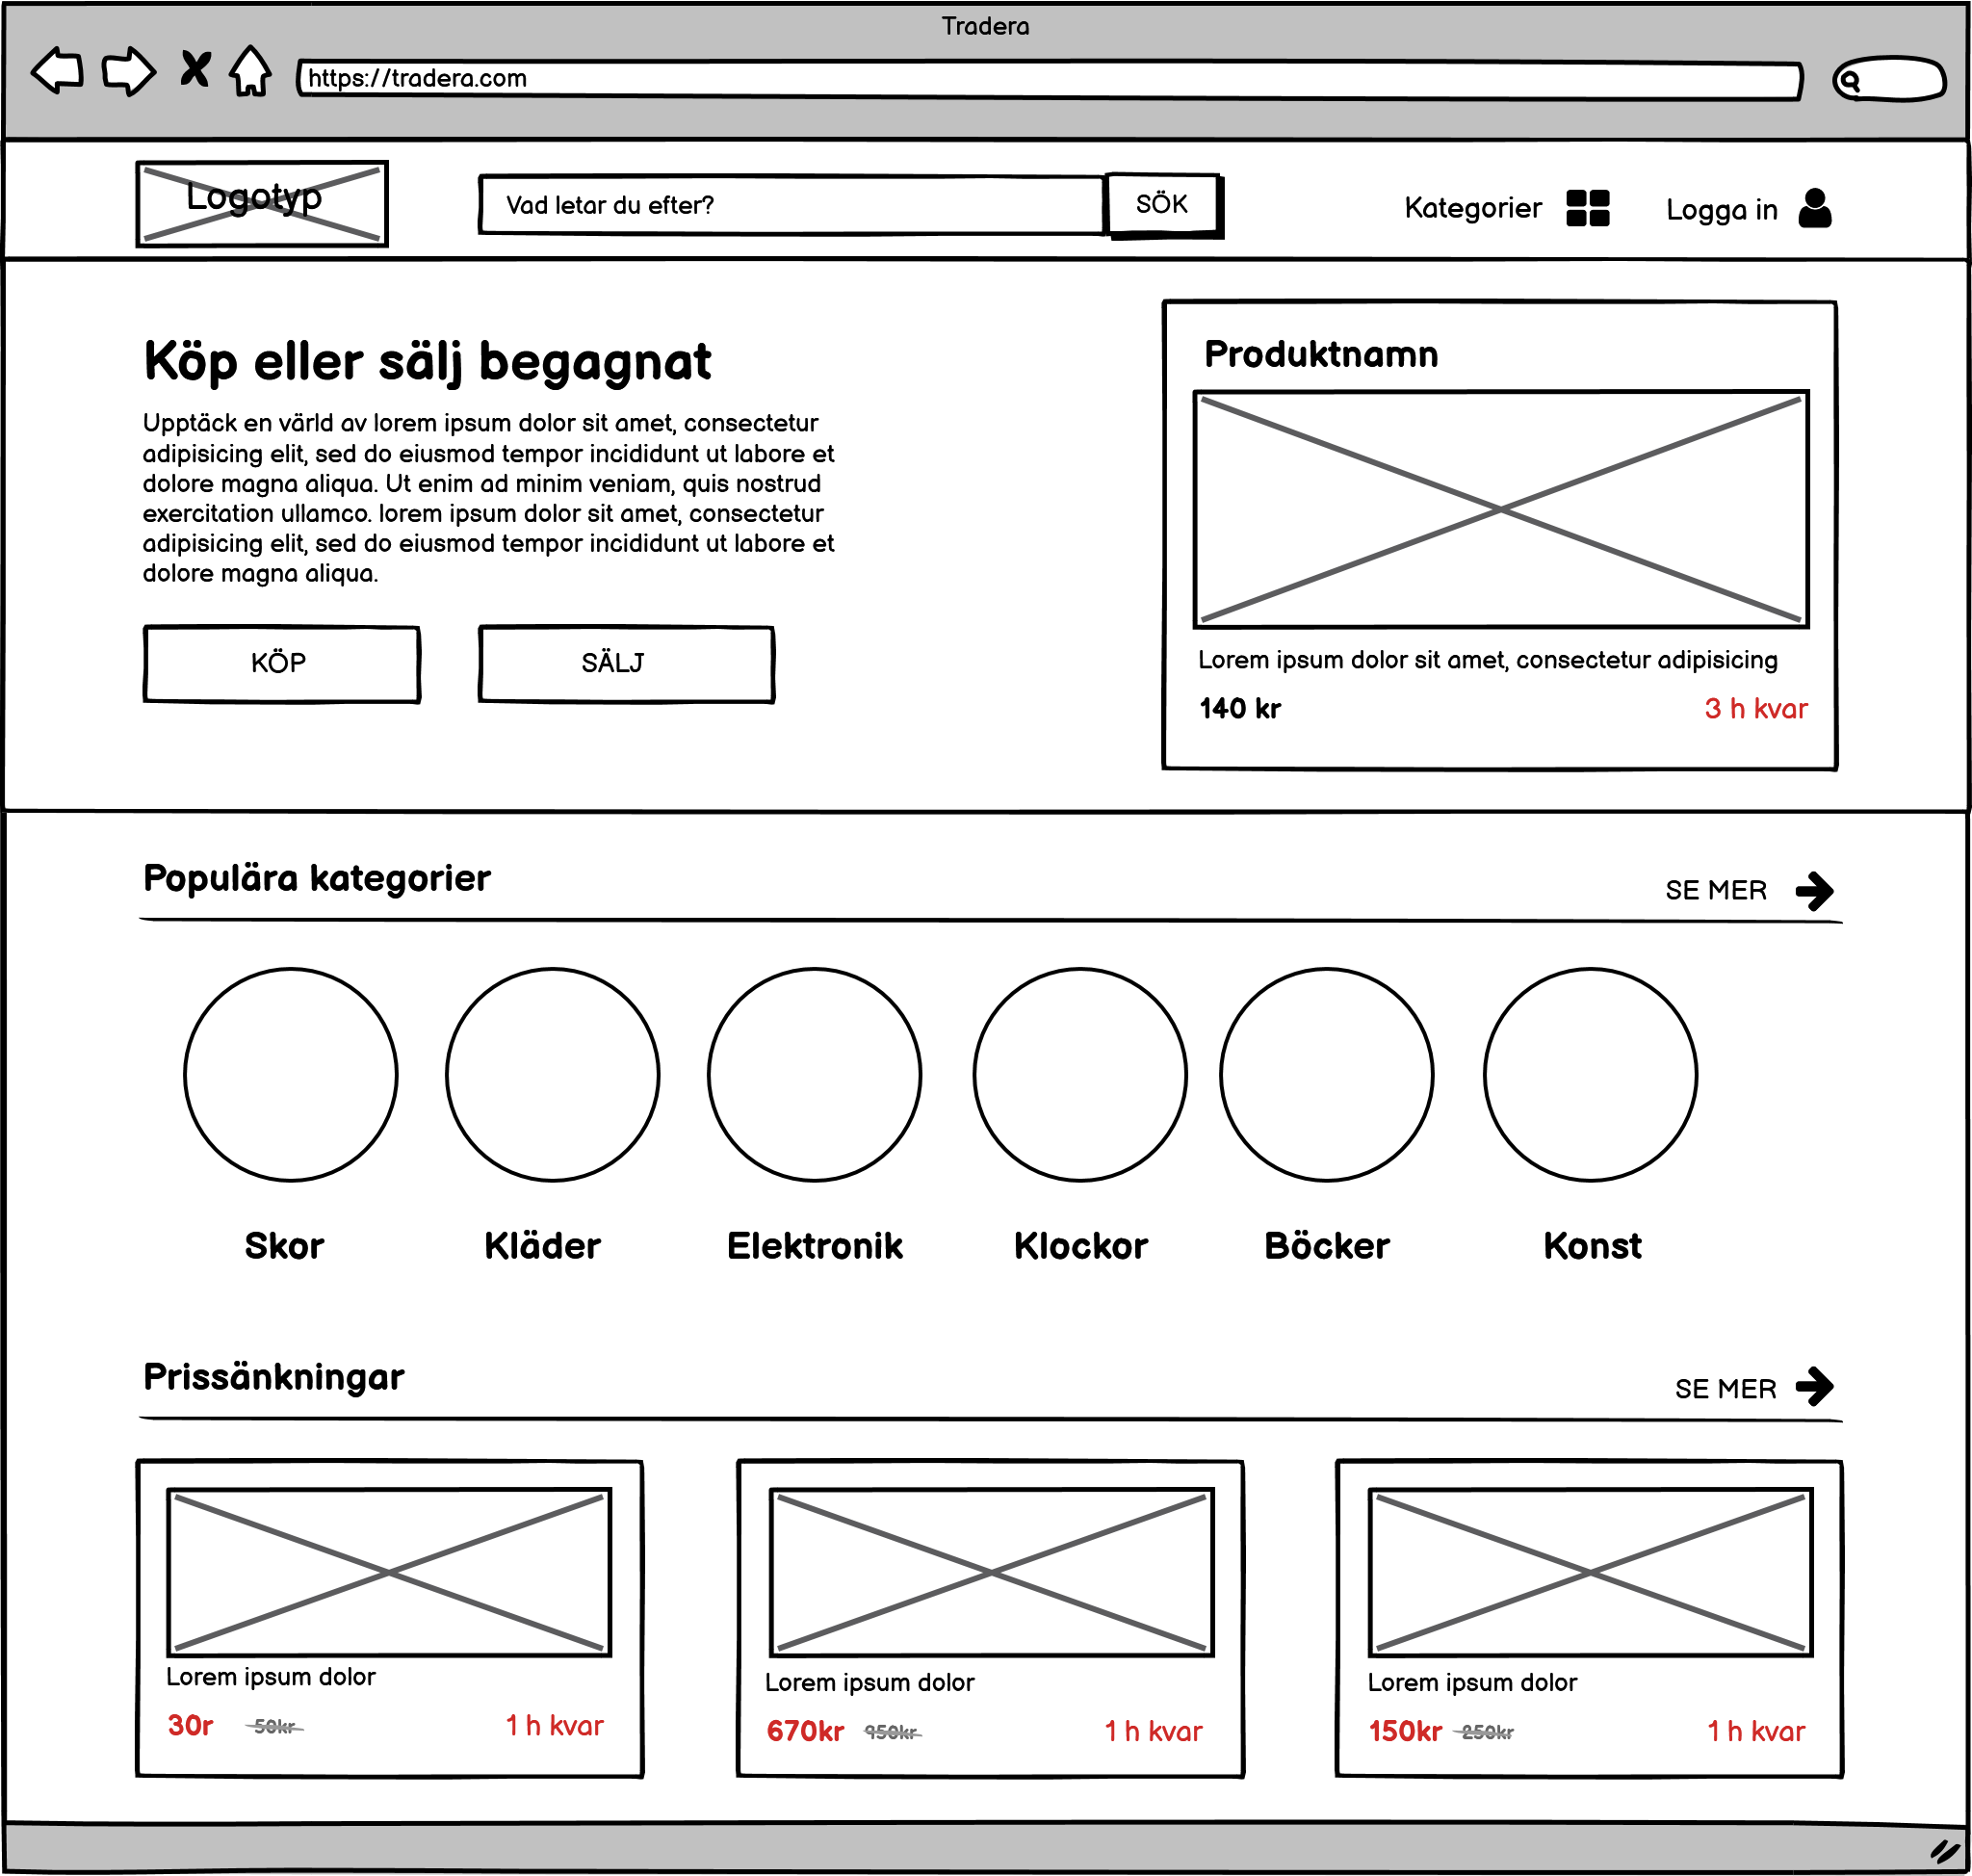 Tradera
https://tradera.com
Logotyp
Vad letar du efter?
SÖK
Kategorier
Logga in
Köp eller sälj begagnat
Upptäck en värld av lorem ipsum dolor sit amet, consectetur
adipisicing elit, sed do eiusmod tempor incididunt ut labore et
dolore magna aliqua. Ut enim ad minim veniam, quis nostrud
exercitation ullamco. lorem ipsum dolor sit amet, consectetur
adipisicing elit, sed do eiusmod tempor incididunt ut labore et
dolore magna aliqua.
KÖP
SÄLJ
Produktnamn
Lorem ipsum dolor sit amet, consectetur adipisicing
140 kr
3 h kvar
Populära kategorier
SE MER
Skor
Kläder
Elektronik
Klockor
Böcker
Konst
Prissänkningar
SE MER
Lorem ipsum dolor
30r 50kr 1 h kvar
Lorem ipsum dolor
670kr 950kr 1 h kvar
Lorem ipsum dolor
150kr 250kr 1 h kvar